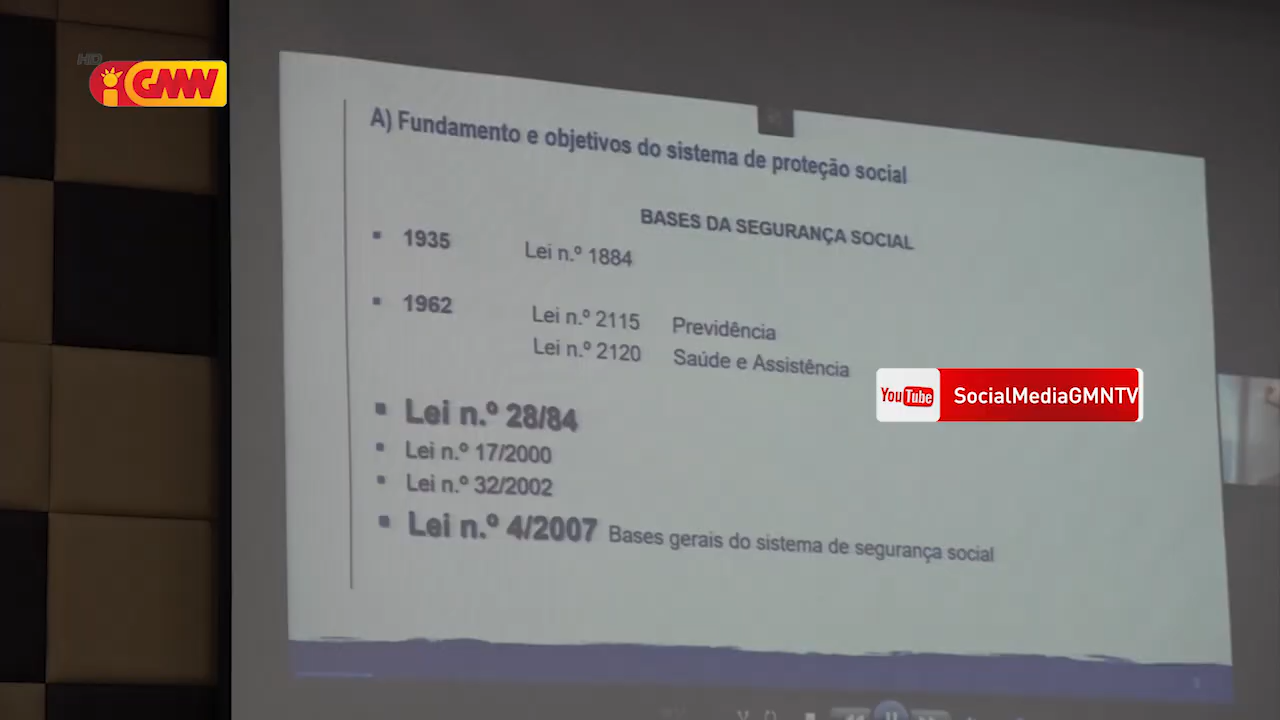 HD
GMN
A) Fundamento e objetivos do sistema de proteção social
BASES DA SEGURANÇA SOCIAL
1935 Lei n.º 1884
1962 Lei n.º 2115 Previdência
Lei n.º 2120 Saúde e Assistência
YouTube SocialMediaGMNTV
Lei n.º 28/84
Lei n.º 17/2000
Lei n.º 32/2002
Lei n.º 4/2007 Bases gerais do sistema de segurança social